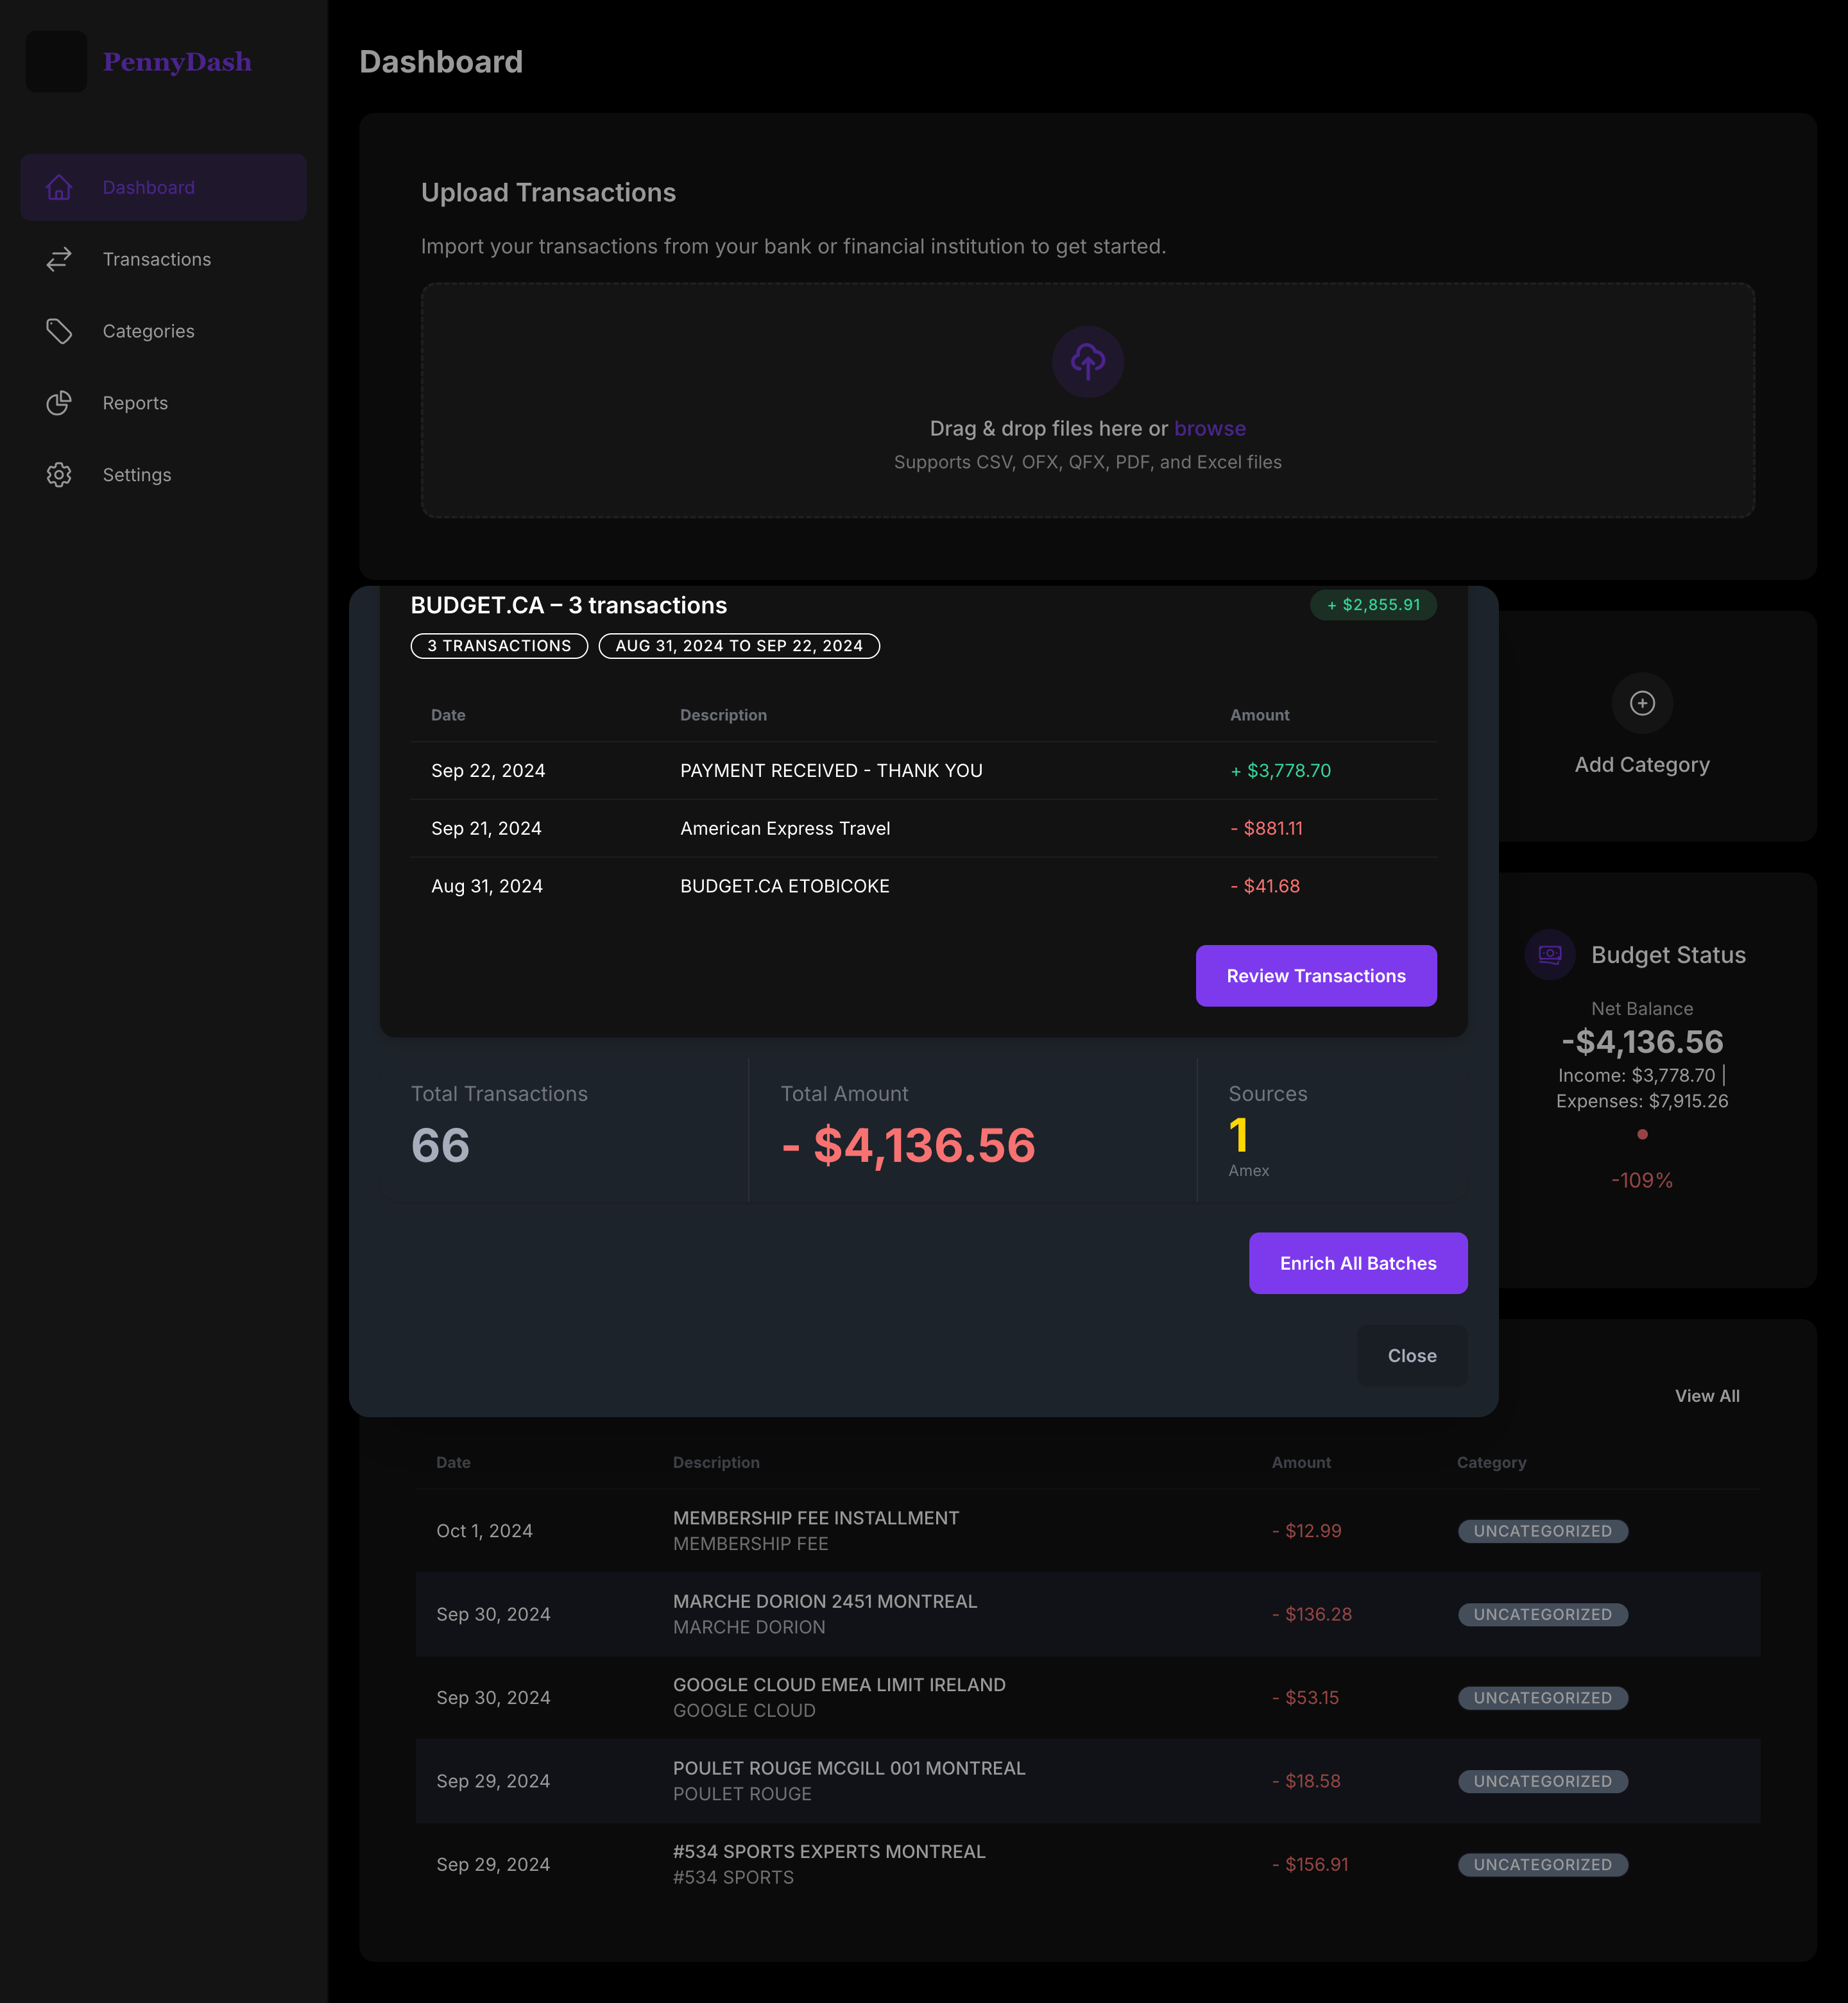 PennyDash
Dashboard
Transactions
Categories
Reports
Settings
Dashboard
Upload Transactions
Import your transactions from your bank or financial institution to get started.
Drag & drop files here or browse
Supports CSV, OFX, QFX, PDF, and Excel files
BUDGET.CA – 3 transactions
+ $2,855.91
3 TRANSACTIONS
AUG 31, 2024 TO SEP 22, 2024
Date Description Amount
Sep 22, 2024 PAYMENT RECEIVED - THANK YOU + $3,778.70
Sep 21, 2024 American Express Travel - $881.11
Aug 31, 2024 BUDGET.CA ETOBICOKE - $41.68
Review Transactions
Total Transactions
66
Total Amount
- $4,136.56
Sources
1
Amex
Enrich All Batches
Close
Add Category
Budget Status
Net Balance
-$4,136.56
Income: $3,778.70 |
Expenses: $7,915.26
-109%
View All
Date Description Amount Category
Oct 1, 2024 MEMBERSHIP FEE INSTALLMENT - $12.99 UNCATEGORIZED
MEMBERSHIP FEE
Sep 30, 2024 MARCHE DORION 2451 MONTREAL - $136.28 UNCATEGORIZED
MARCHE DORION
Sep 30, 2024 GOOGLE CLOUD EMEA LIMIT IRELAND - $53.15 UNCATEGORIZED
GOOGLE CLOUD
Sep 29, 2024 POULET ROUGE MCGILL 001 MONTREAL - $18.58 UNCATEGORIZED
POULET ROUGE
Sep 29, 2024 #534 SPORTS EXPERTS MONTREAL - $156.91 UNCATEGORIZED
#534 SPORTS